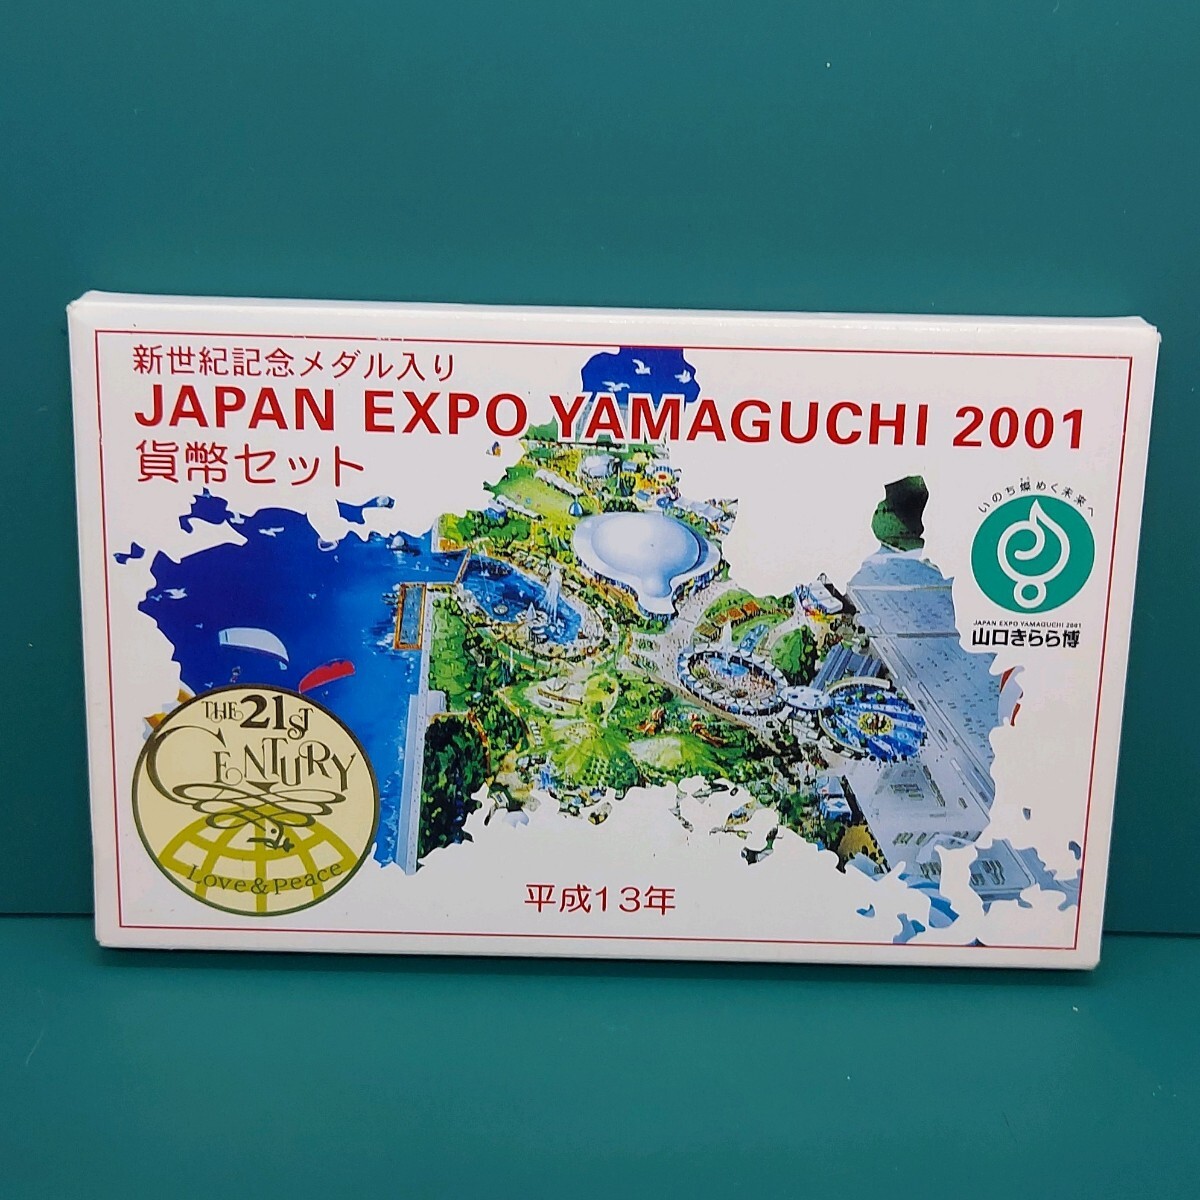 新世紀記念メダル入り
JAPAN EXPO YAMAGUCHI 2001
貨幣セット
いのち燦めく未来へ
JAPAN EXPO YAMAGUCHI 2001
山口きらら博
THE 21ST
CENTURY
Love & Peace
平成13年